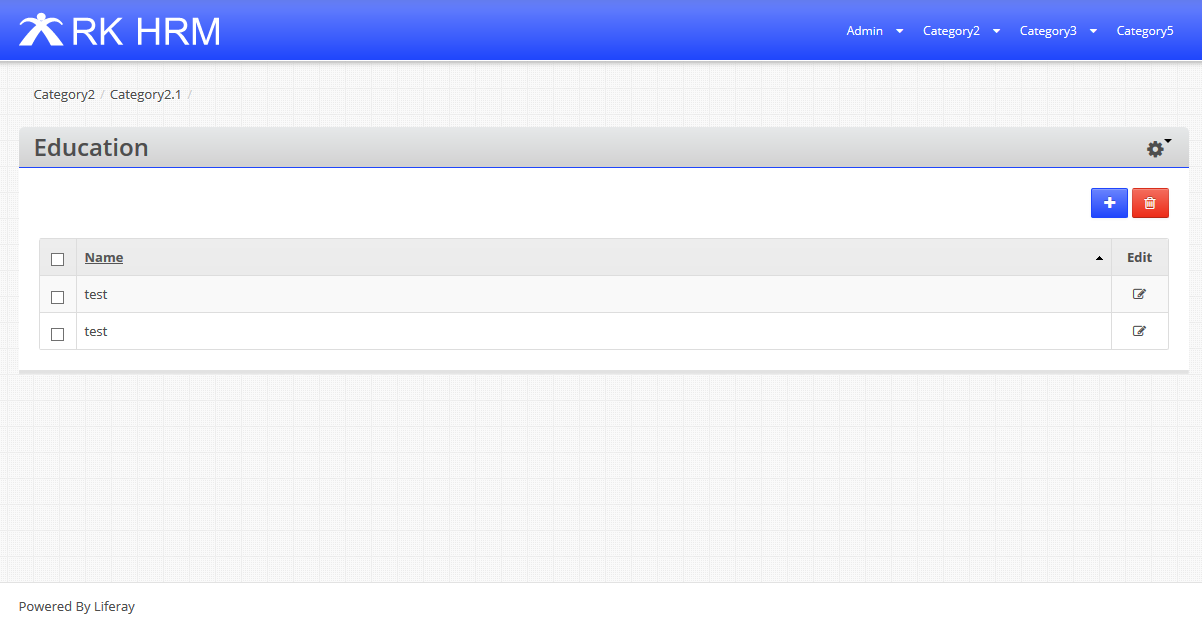 RK HRM
Admin Category2 Category3 Category5
Category2 / Category2.1 /
Education
Name Edit
test
test
Powered By Liferay